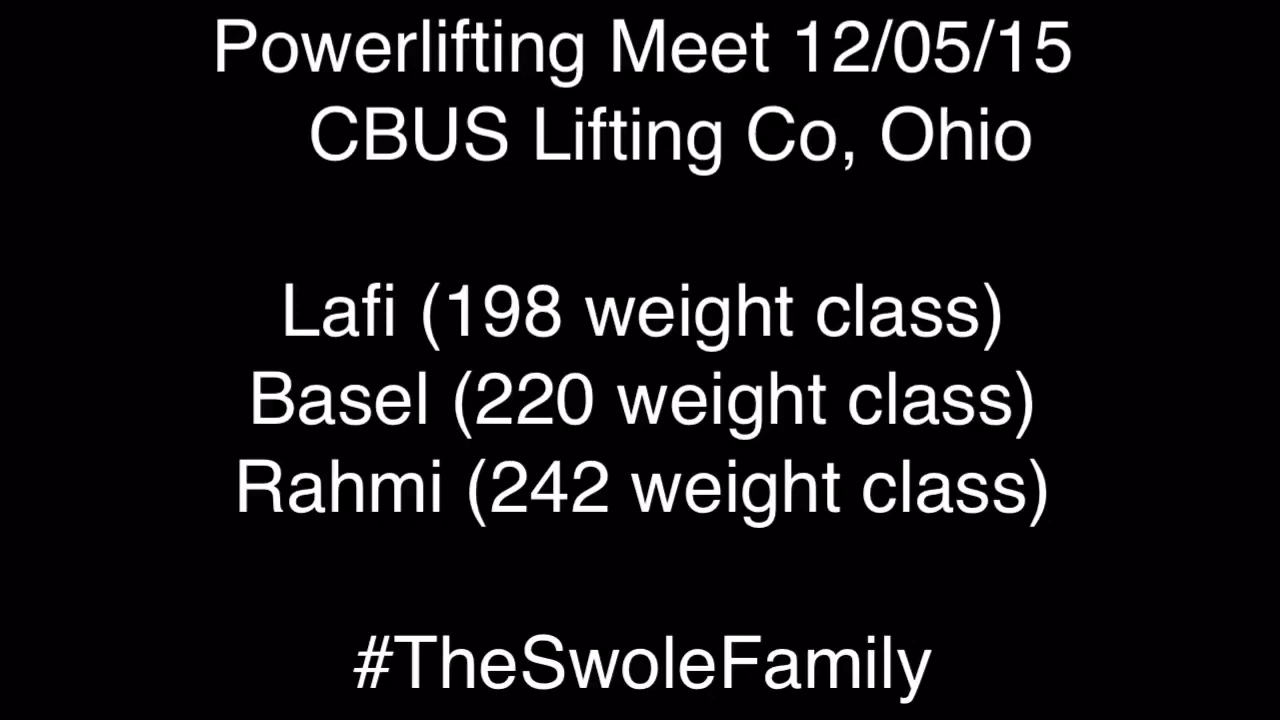 Powerlifting Meet 12/05/15
CBUS Lifting Co, Ohio
Lafi (198 weight class)
Basel (220 weight class)
Rahmi (242 weight class)
#TheSwoleFamily